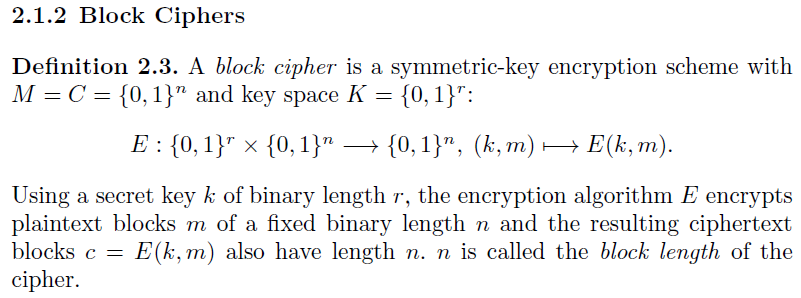 2.1.2 Block Ciphers
Definition 2.3. A block cipher is a symmetric-key encryption scheme with
M = C = {0, 1}ⁿ and key space K = {0, 1}ʳ:
E : {0, 1}ʳ × {0, 1}ⁿ ⟶ {0, 1}ⁿ, (k, m) ⟼ E(k, m).
Using a secret key k of binary length r, the encryption algorithm E encrypts
plaintext blocks m of a fixed binary length n and the resulting ciphertext
blocks c = E(k, m) also have length n. n is called the block length of the
cipher.